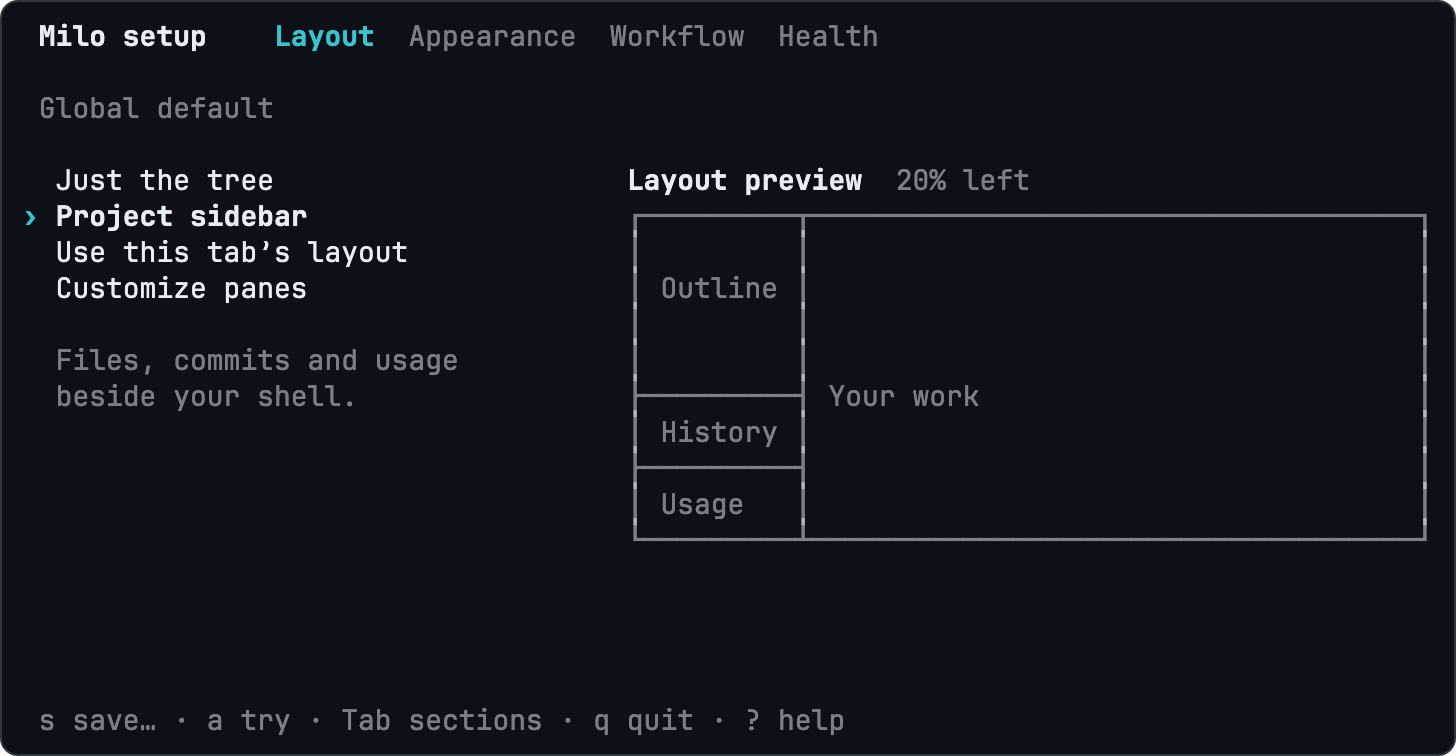 Milo setup Layout Appearance Workflow Health
Global default
Just the tree
› Project sidebar
Use this tab’s layout
Customize panes
Files, commits and usage
beside your shell.
Layout preview 20% left
Outline
History
Usage
Your work
s save… · a try · Tab sections · q quit · ? help